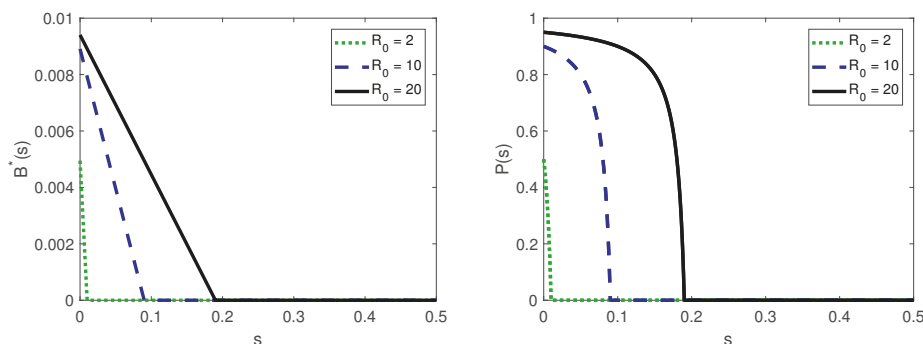 0.01
0.008
0.006
0.004
0.002
0
B*(s)
0 0.1 0.2 0.3 0.4 0.5
s
R₀ = 2
R₀ = 10
R₀ = 20
1
0.8
0.6
0.4
0.2
0
P(s)
0 0.1 0.2 0.3 0.4 0.5
s
R₀ = 2
R₀ = 10
R₀ = 20